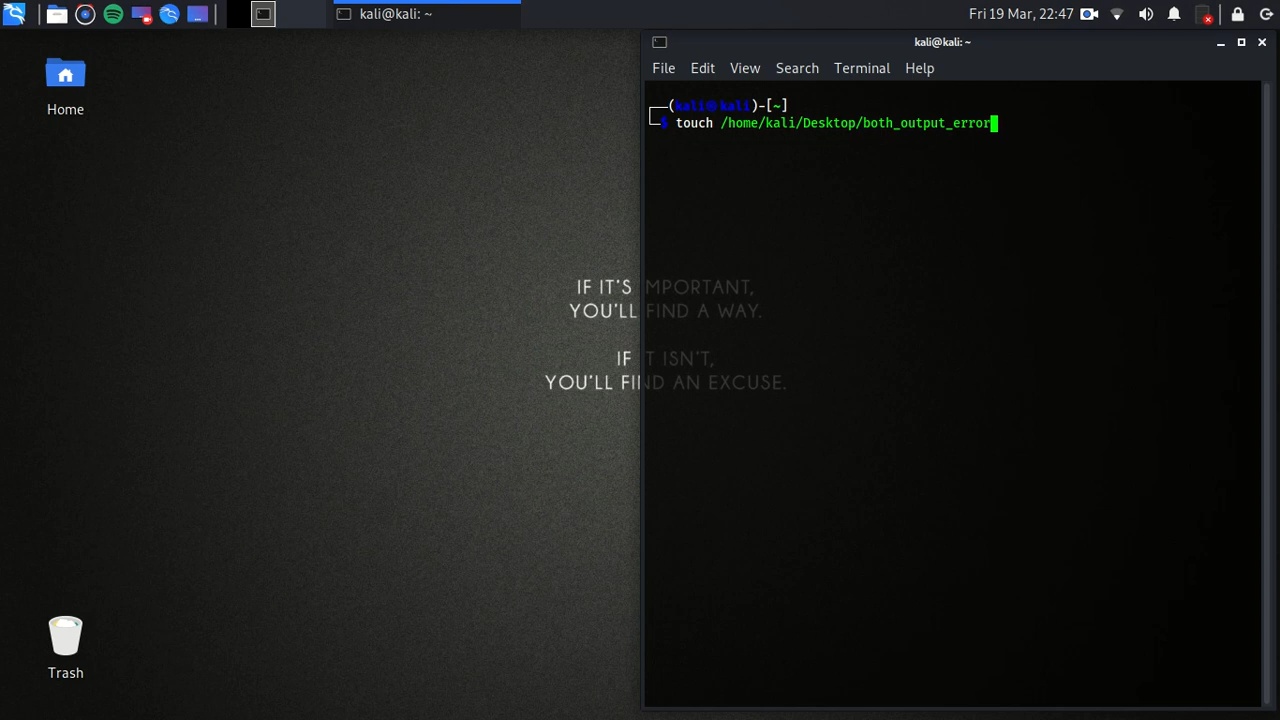 kali@kali: ~
Fri 19 Mar, 22:47
Home
Trash
IF IT'S IMPORTANT,
YOU'LL FIND A WAY.
IF IT ISN'T,
YOU'LL FIND AN EXCUSE.
kali@kali: ~
File Edit View Search Terminal Help
┌──(kali㉿kali)-[~]
└─$ touch /home/kali/Desktop/both_output_error